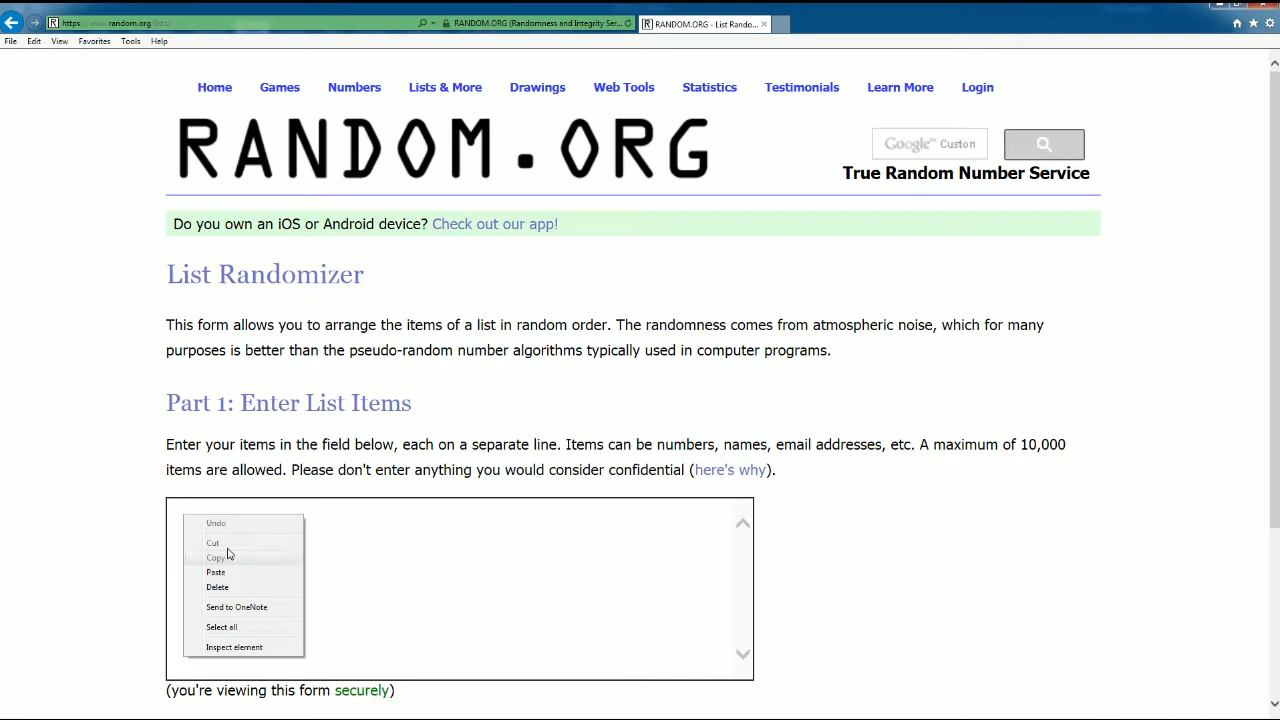 https://www.random.org/lists/
RANDOM.ORG (Randomness and Integrity Ser...
RANDOM.ORG - List Rando...
File Edit View Favorites Tools Help
Home Games Numbers Lists & More Drawings Web Tools Statistics Testimonials Learn More Login
RANDOM.ORG
Google™ Custom
True Random Number Service
Do you own an iOS or Android device? Check out our app!
List Randomizer
This form allows you to arrange the items of a list in random order. The randomness comes from atmospheric noise, which for many
purposes is better than the pseudo-random number algorithms typically used in computer programs.
Part 1: Enter List Items
Enter your items in the field below, each on a separate line. Items can be numbers, names, email addresses, etc. A maximum of 10,000
items are allowed. Please don't enter anything you would consider confidential (here's why).
Undo
Cut
Copy
Paste
Delete
Send to OneNote
Select all
Inspect element
(you're viewing this form securely)